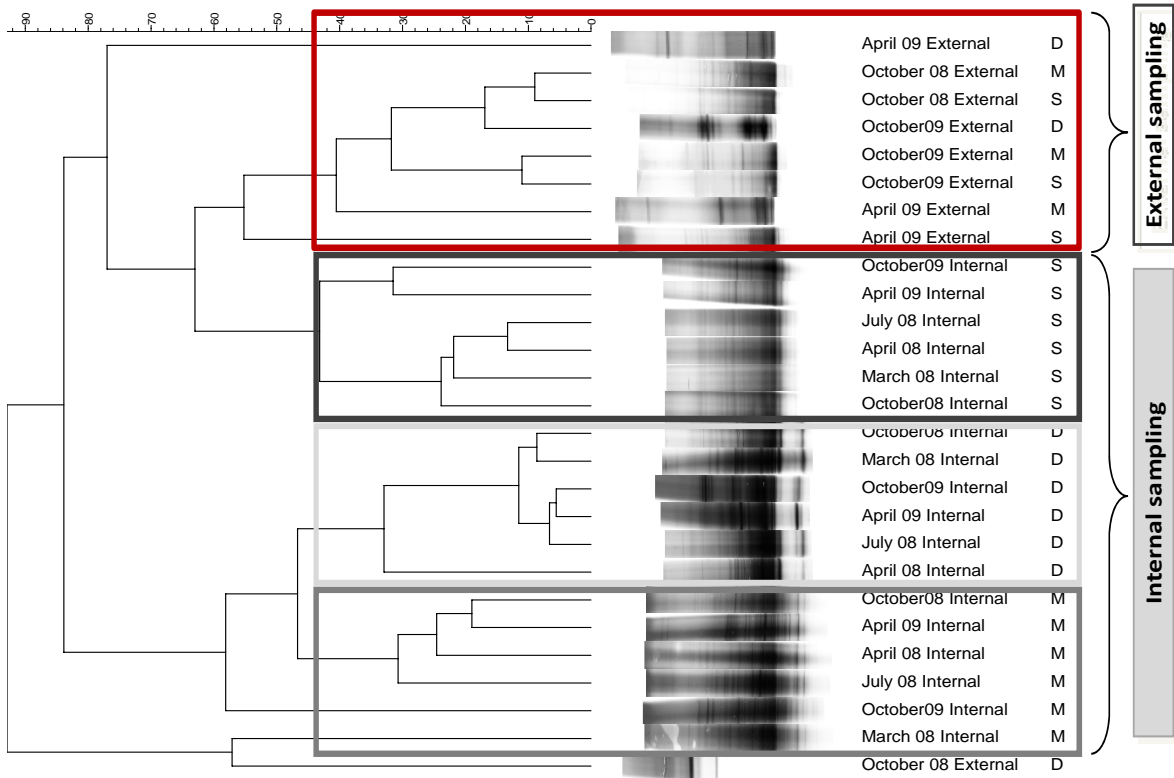 -90 -80 -70 -60 -50 -40 -30 -20 -10 0
April 09 External D
October 08 External M
October 08 External S
October09 External D
October09 External M
October09 External S
April 09 External M
April 09 External S
October09 Internal S
April 09 Internal S
July 08 Internal S
April 08 Internal S
March 08 Internal S
October08 Internal S
October08 Internal D
March 08 Internal D
October09 Internal D
April 09 Internal D
July 08 Internal D
April 08 Internal D
October08 Internal M
April 09 Internal M
April 08 Internal M
July 08 Internal M
October09 Internal M
March 08 Internal M
October 08 External D
External sampling
Internal sampling